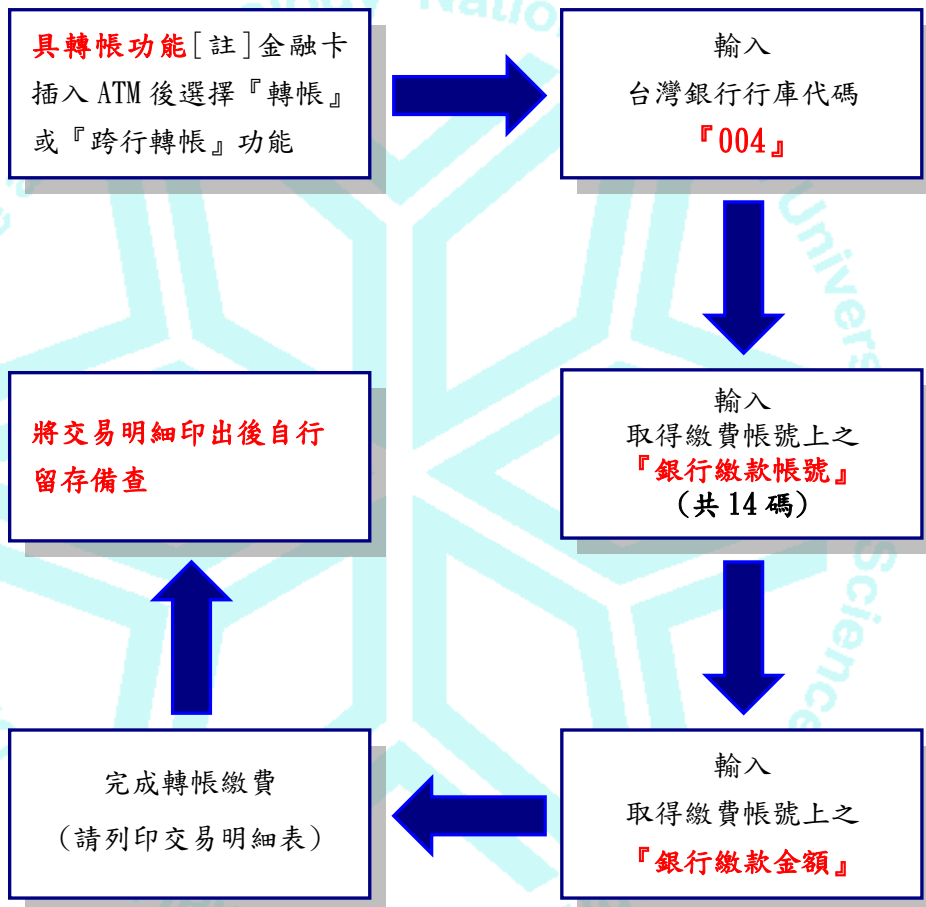 具轉帳功能[註]金融卡
插入 ATM 後選擇『轉帳』
或『跨行轉帳』功能
輸入
台灣銀行行庫代碼
『004』
輸入
取得繳費帳號上之
『銀行繳款帳號』
(共 14 碼)
輸入
取得繳費帳號上之
『銀行繳款金額』
完成轉帳繳費
(請列印交易明細表)
將交易明細印出後自行
留存備查
Science